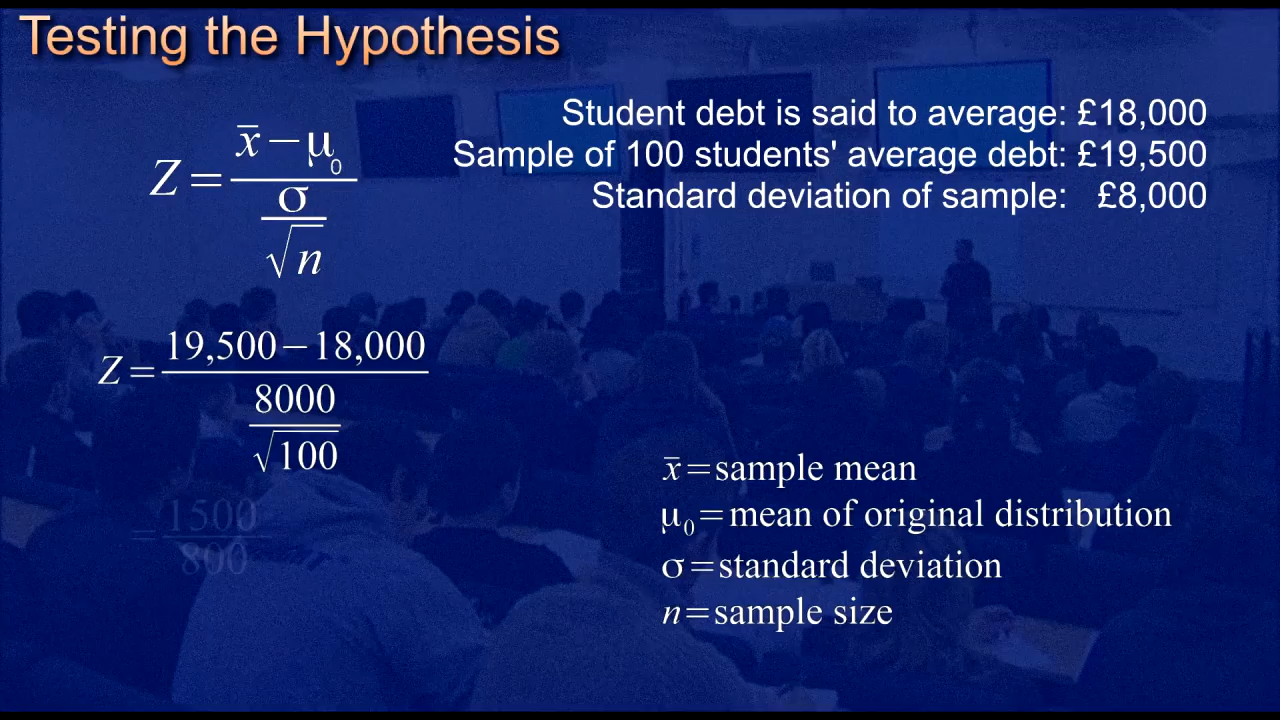 Testing the Hypothesis
Student debt is said to average: £18,000
Sample of 100 students' average debt: £19,500
Standard deviation of sample: £8,000
Z = (x̄ − μ₀) / (σ / √n)
Z = (19,500 − 18,000) / (8000 / √100)
= 1500 / 800
x̄ = sample mean
μ₀ = mean of original distribution
σ = standard deviation
n = sample size